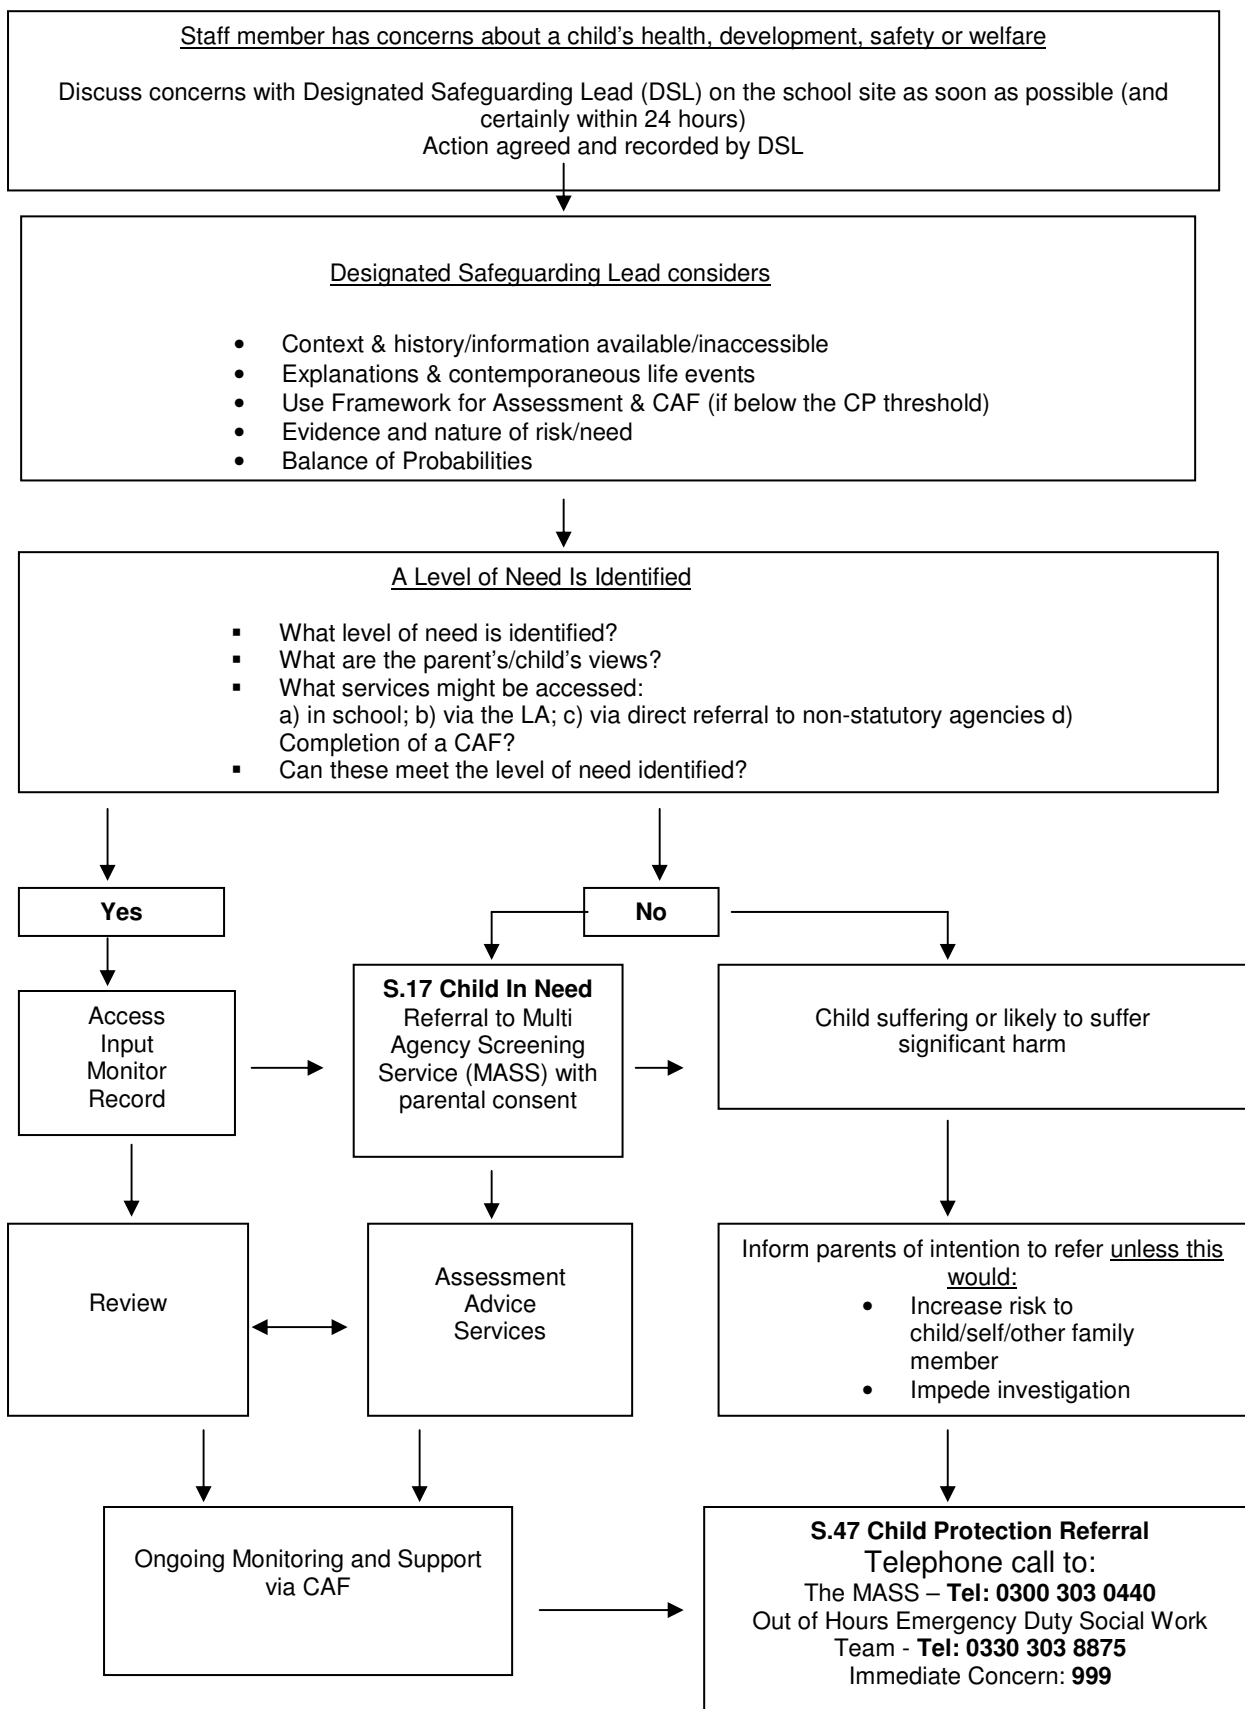 Staff member has concerns about a child's health, development, safety or welfare
Discuss concerns with Designated Safeguarding Lead (DSL) on the school site as soon as possible (and
certainly within 24 hours)
Action agreed and recorded by DSL
Designated Safeguarding Lead considers
• Context & history/information available/inaccessible
• Explanations & contemporaneous life events
• Use Framework for Assessment & CAF (if below the CP threshold)
• Evidence and nature of risk/need
• Balance of Probabilities
A Level of Need Is Identified
▪ What level of need is identified?
▪ What are the parent's/child's views?
▪ What services might be accessed:
a) in school; b) via the LA; c) via direct referral to non-statutory agencies d)
Completion of a CAF?
▪ Can these meet the level of need identified?
Yes
No
Access
Input
Monitor
Record
S.17 Child In Need
Referral to Multi
Agency Screening
Service (MASS) with
parental consent
Child suffering or likely to suffer
significant harm
Review
Assessment
Advice
Services
Inform parents of intention to refer unless this
would:
• Increase risk to
child/self/other family
member
• Impede investigation
Ongoing Monitoring and Support
via CAF
S.47 Child Protection Referral
Telephone call to:
The MASS – Tel: 0300 303 0440
Out of Hours Emergency Duty Social Work
Team - Tel: 0330 303 8875
Immediate Concern: 999